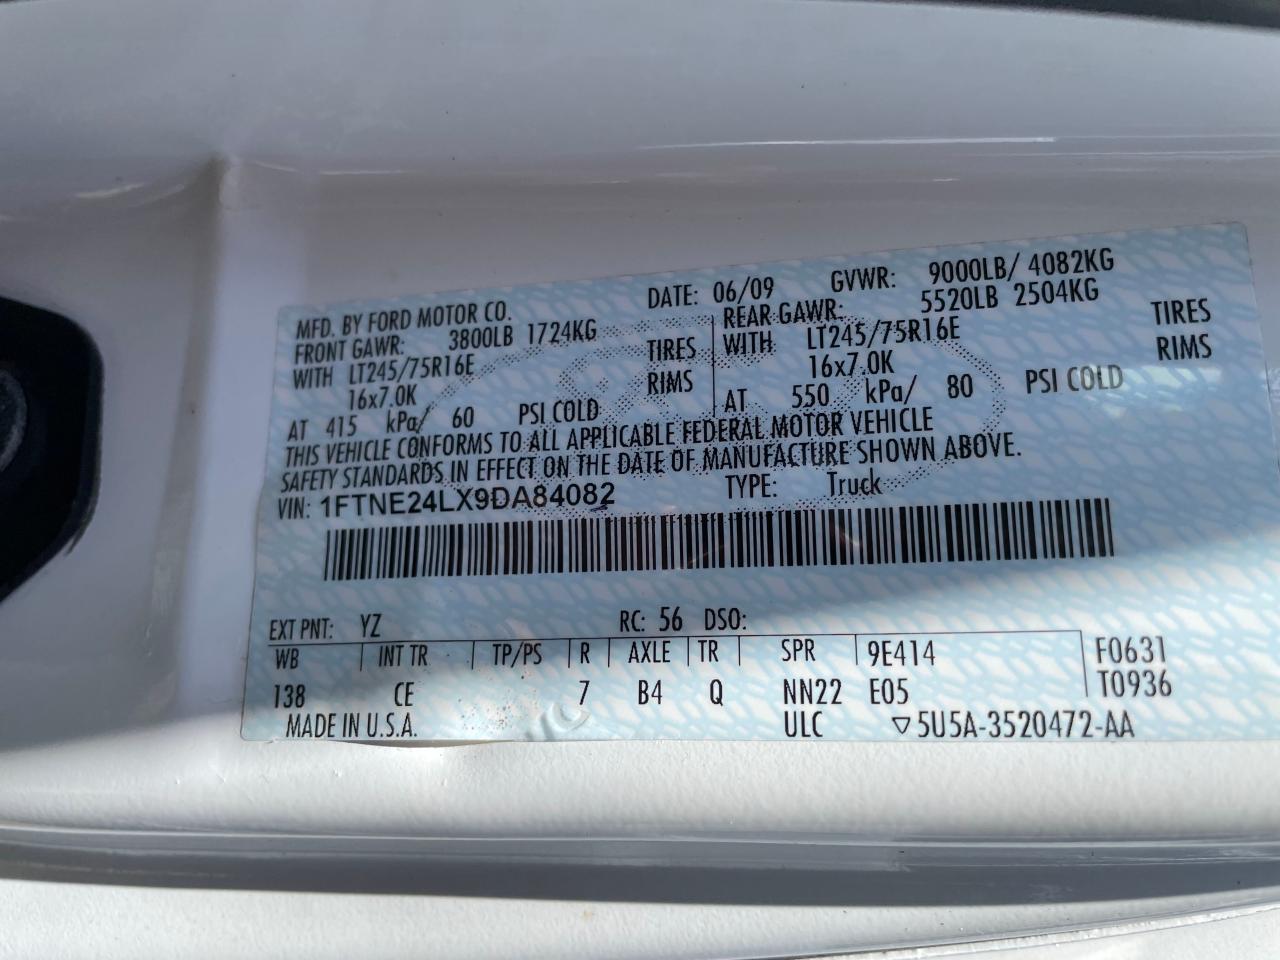 MFD. BY FORD MOTOR CO. DATE: 06/09 GVWR: 9000LB/ 4082KG
FRONT GAWR: 3800LB 1724KG REAR GAWR: 5520LB 2504KG
WITH LT245/75R16E TIRES WITH LT245/75R16E TIRES
16x7.0K RIMS 16x7.0K RIMS
AT 415 kPa/ 60 PSI COLD AT 550 kPa/ 80 PSI COLD
THIS VEHICLE CONFORMS TO ALL APPLICABLE FEDERAL MOTOR VEHICLE
SAFETY STANDARDS IN EFFECT ON THE DATE OF MANUFACTURE SHOWN ABOVE.
VIN: 1FTNE24LX9DA84082 TYPE: Truck
EXT PNT: YZ RC: 56 DSO:
WB INT TR TP/PS R AXLE TR SPR 9E414 F0631
138 CE 7 B4 Q NN22 E05 T0936
MADE IN U.S.A. ULC ▽5U5A-3520472-AA